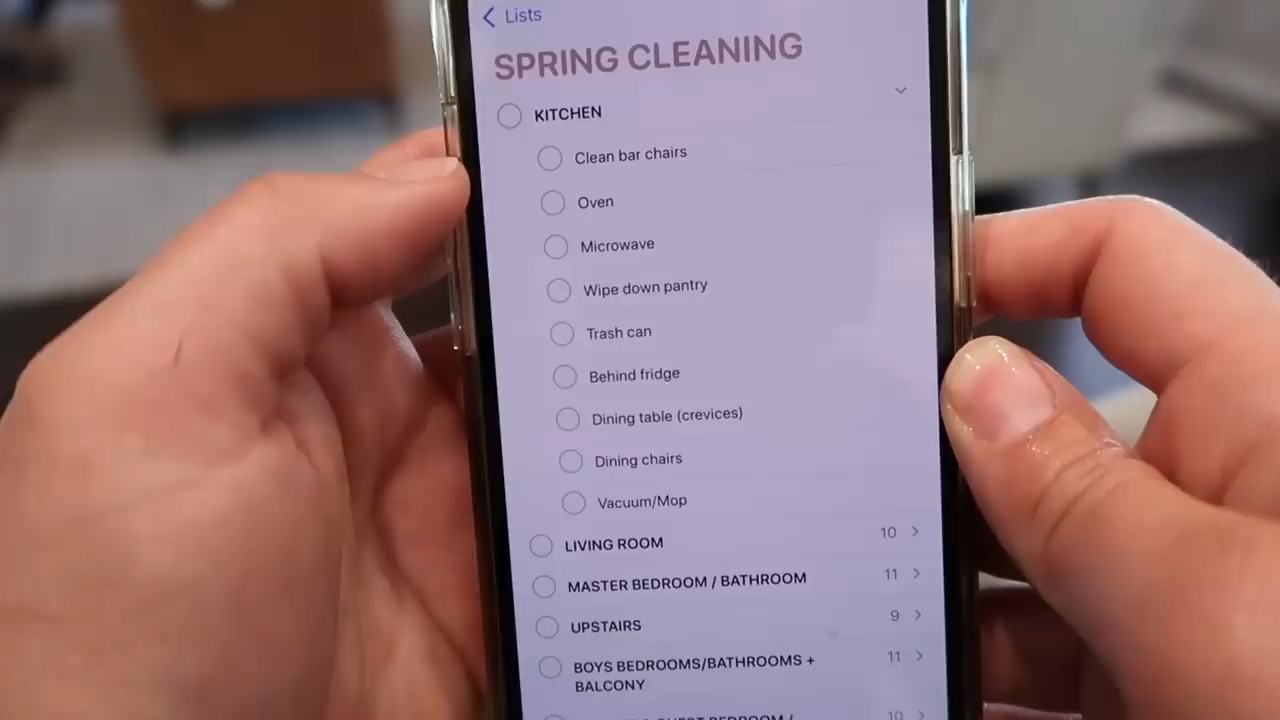 Lists
SPRING CLEANING
KITCHEN
Clean bar chairs
Oven
Microwave
Wipe down pantry
Trash can
Behind fridge
Dining table (crevices)
Dining chairs
Vacuum/Mop
LIVING ROOM 10
MASTER BEDROOM / BATHROOM 11
UPSTAIRS 9
BOYS BEDROOMS/BATHROOMS + 11
BALCONY
GUEST BEDROOM / 10